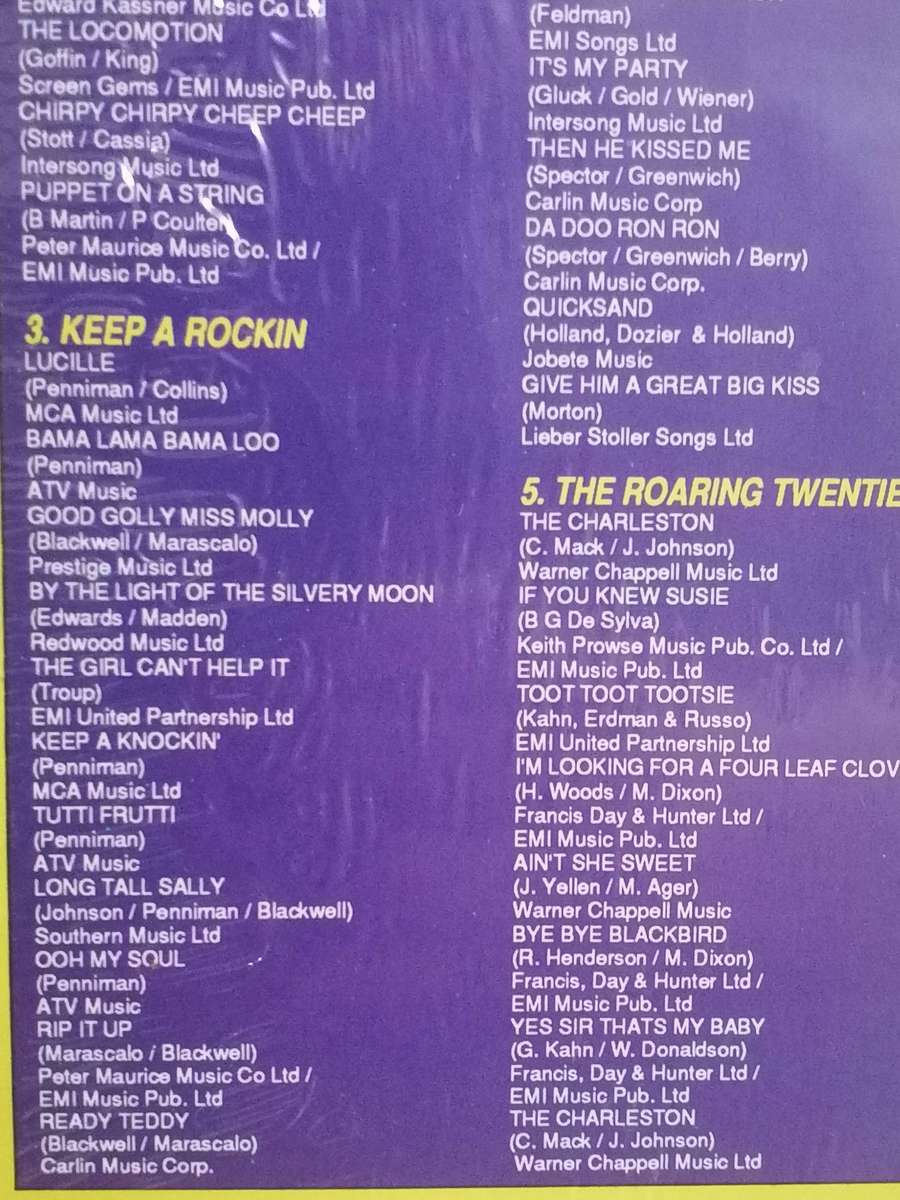 Edward Kassner Music Co Ltd
THE LOCOMOTION
(Goffin / King)
Screen Gems / EMI Music Pub. Ltd
CHIRPY CHIRPY CHEEP CHEEP
(Stott / Cassia)
Intersong Music Ltd
PUPPET ON A STRING
(B Martin / P Coulter)
Peter Maurice Music Co. Ltd /
EMI Music Pub. Ltd
3. KEEP A ROCKIN
LUCILLE
(Penniman / Collins)
MCA Music Ltd
BAMA LAMA BAMA LOO
(Penniman)
ATV Music
GOOD GOLLY MISS MOLLY
(Blackwell / Marascalo)
Prestige Music Ltd
BY THE LIGHT OF THE SILVERY MOON
(Edwards / Madden)
Redwood Music Ltd
THE GIRL CAN'T HELP IT
(Troup)
EMI United Partnership Ltd
KEEP A KNOCKIN'
(Penniman)
MCA Music Ltd
TUTTI FRUTTI
(Penniman)
ATV Music
LONG TALL SALLY
(Johnson / Penniman / Blackwell)
Southern Music Ltd
OOH MY SOUL
(Penniman)
ATV Music
RIP IT UP
(Marascalo / Blackwell)
Peter Maurice Music Co Ltd /
EMI Music Pub. Ltd
READY TEDDY
(Blackwell / Marascalo)
Carlin Music Corp.
(Feldman)
EMI Songs Ltd
IT'S MY PARTY
(Gluck / Gold / Wiener)
Intersong Music Ltd
THEN HE KISSED ME
(Spector / Greenwich)
Carlin Music Corp
DA DOO RON RON
(Spector / Greenwich / Berry)
Carlin Music Corp.
QUICKSAND
(Holland, Dozier & Holland)
Jobete Music
GIVE HIM A GREAT BIG KISS
(Morton)
Lieber Stoller Songs Ltd
5. THE ROARING TWENTIE
THE CHARLESTON
(C. Mack / J. Johnson)
Warner Chappell Music Ltd
IF YOU KNEW SUSIE
(B G De Sylva)
Keith Prowse Music Pub. Co. Ltd /
EMI Music Pub. Ltd
TOOT TOOT TOOTSIE
(Kahn, Erdman & Russo)
EMI United Partnership Ltd
I'M LOOKING FOR A FOUR LEAF CLOV
(H. Woods / M. Dixon)
Francis Day & Hunter Ltd /
EMI Music Pub. Ltd
AIN'T SHE SWEET
(J. Yellen / M. Ager)
Warner Chappell Music
BYE BYE BLACKBIRD
(R. Henderson / M. Dixon)
Francis, Day & Hunter Ltd /
EMI Music Pub. Ltd
YES SIR THATS MY BABY
(G. Kahn / W. Donaldson)
Francis, Day & Hunter Ltd /
EMI Music Pub. Ltd
THE CHARLESTON
(C. Mack / J. Johnson)
Warner Chappell Music Ltd